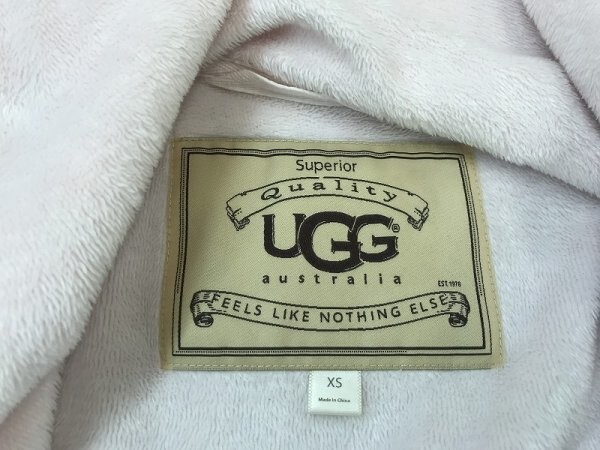 Superior
Quality
UGG®
australia
EST.1978
FEELS LIKE NOTHING ELSE
XS
Made in China